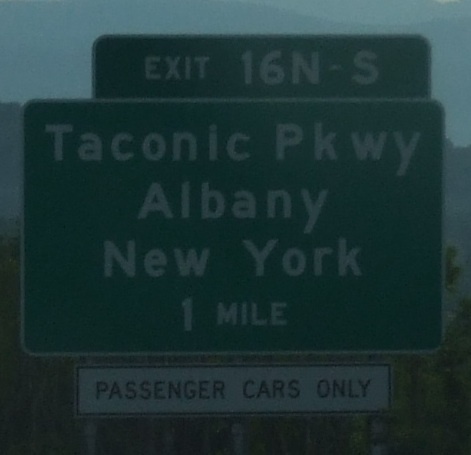 EXIT 16N-S
Taconic Pkwy
Albany
New York
1 MILE
PASSENGER CARS ONLY